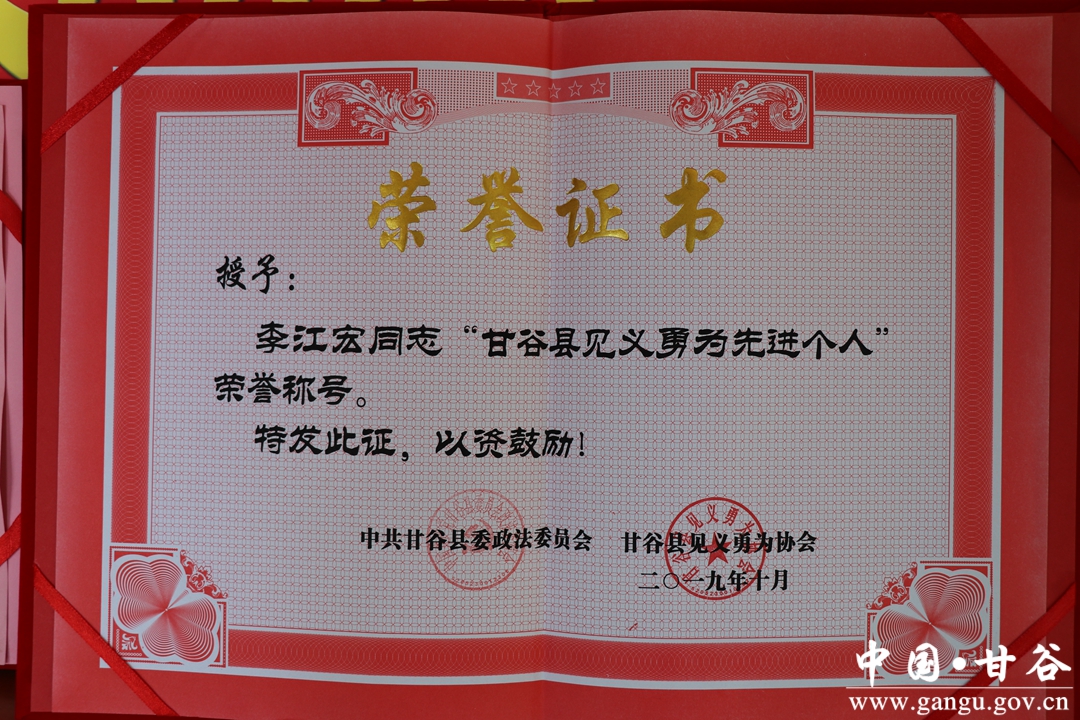 荣誉证书
授予：
李江宏同志“甘谷县见义勇为先进个人”
荣誉称号。
特发此证，以资鼓励！
中共甘谷县委政法委员会 甘谷县见义勇为协会
二〇一九年十月
中国·甘谷
www.gangu.gov.cn